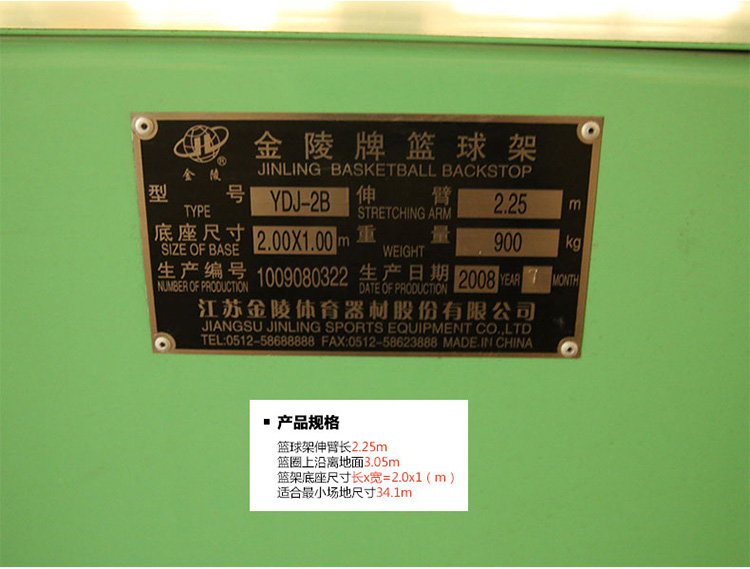 金陵牌篮球架
JINLING BASKETBALL BACKSTOP
金陵 ®
型号 TYPE YDJ-2B 伸臂 STRETCHING ARM 2.25 m
底座尺寸 SIZE OF BASE 2.00X1.00 m 重量 WEIGHT 900 kg
生产编号 NUMBER OF PRODUCTION 1009080322 生产日期 DATE OF PRODUCTION 2008 YEAR 7 MONTH
江苏金陵体育器材股份有限公司
JIANGSU JINLING SPORTS EQUIPMENT CO.,LTD
TEL:0512-58688888 FAX:0512-58623888 MADE IN CHINA
▪ 产品规格
篮球架伸臂长2.25m
篮圈上沿离地面3.05m
篮架底座尺寸长x宽=2.0x1(m)
适合最小场地尺寸34.1m